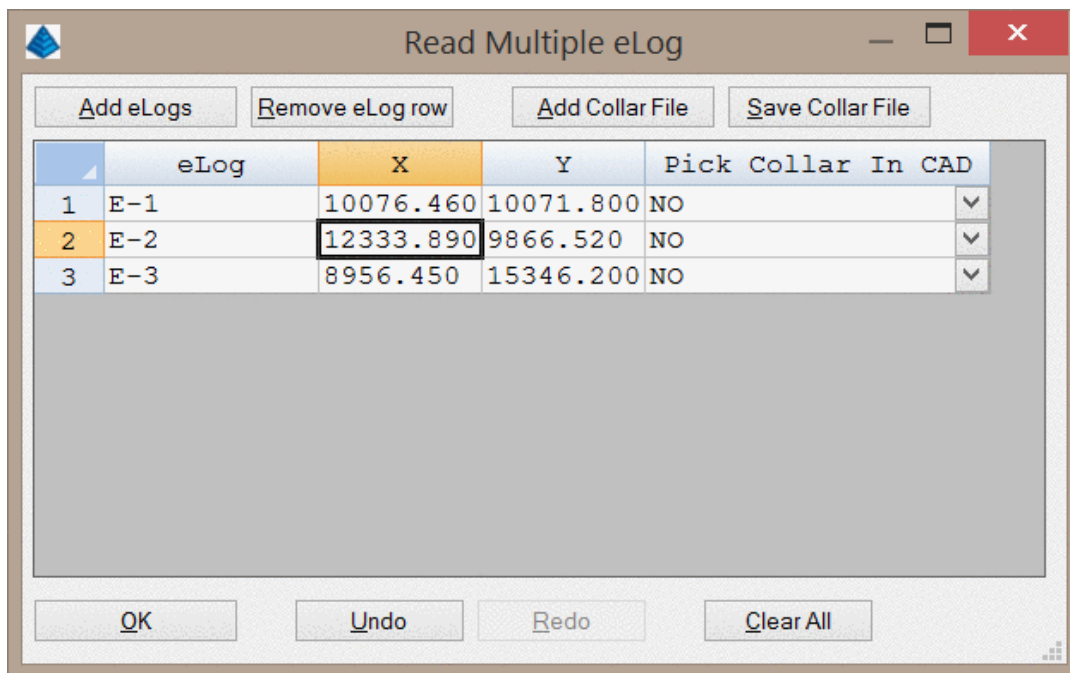 Read Multiple eLog
Add eLogs Remove eLog row Add Collar File Save Collar File
eLog X Y Pick Collar In CAD
1 E-1 10076.460 10071.800 NO
2 E-2 12333.890 9866.520 NO
3 E-3 8956.450 15346.200 NO
OK Undo Redo Clear All